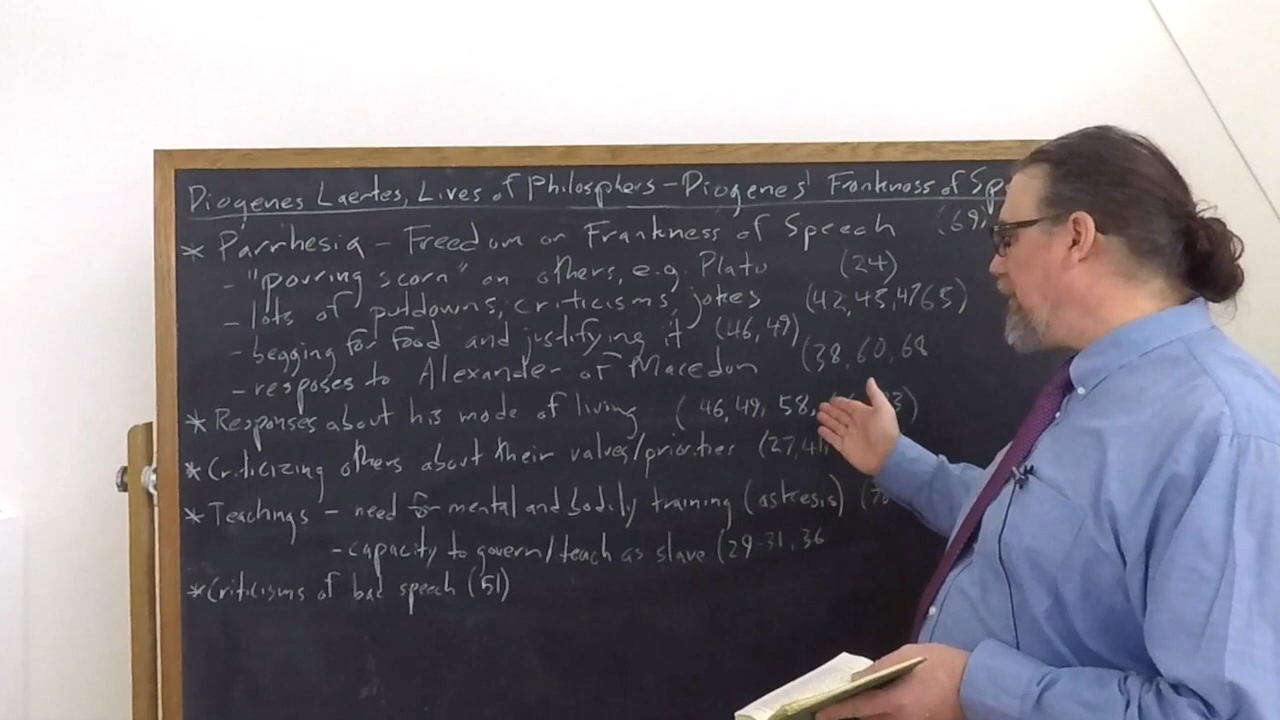 Diogenes Laertes, Lives of Philosphers - Diogenes' Frankness of Sp
* Parrhesia - Freedom or Frankness of Speech (69)
- "pouring scorn" on others, e.g. Plato (24)
- lots of putdowns, criticisms, jokes (42, 45, 47 65)
- begging for food and justifying it (46, 49)
- resposes to Alexander of Macedon (38, 60, 68
* Responses about his mode of living (46, 49, 58,
* Criticizing others about their values/priorities (27, 41
* Teachings - need for mental and bodily training (askesis)
- capacity to govern/teach as slave (29-31, 36
* Criticisms of bad speech (51)